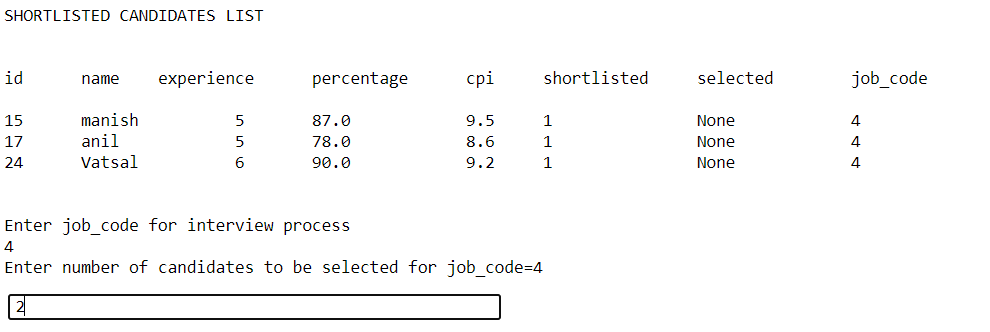 SHORTLISTED CANDIDATES LIST
id name experience percentage cpi shortlisted selected job_code
15 manish 5 87.0 9.5 1 None 4
17 anil 5 78.0 8.6 1 None 4
24 Vatsal 6 90.0 9.2 1 None 4
Enter job_code for interview process
4
Enter number of candidates to be selected for job_code=4
2